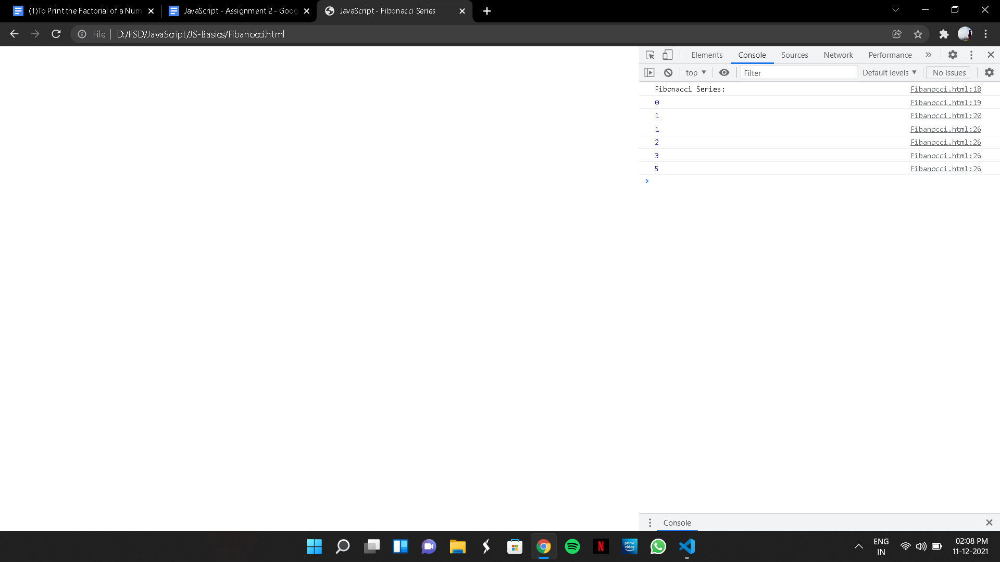 (1)To Print the Factorial of a Num
JavaScript - Assignment 2 - Goog
JavaScript - Fibonacci Series
File
D:/FSD/JavaScript/JS-Basics/Fibanocci.html
Elements Console Sources Network Performance
top Filter Default levels No Issues
Fibonacci Series: Fibanocci.html:18
0 Fibanocci.html:19
1 Fibanocci.html:20
1 Fibanocci.html:26
2 Fibanocci.html:26
3 Fibanocci.html:26
5 Fibanocci.html:26
Console
prime video
N
ENG
IN
02:08 PM
11-12-2021